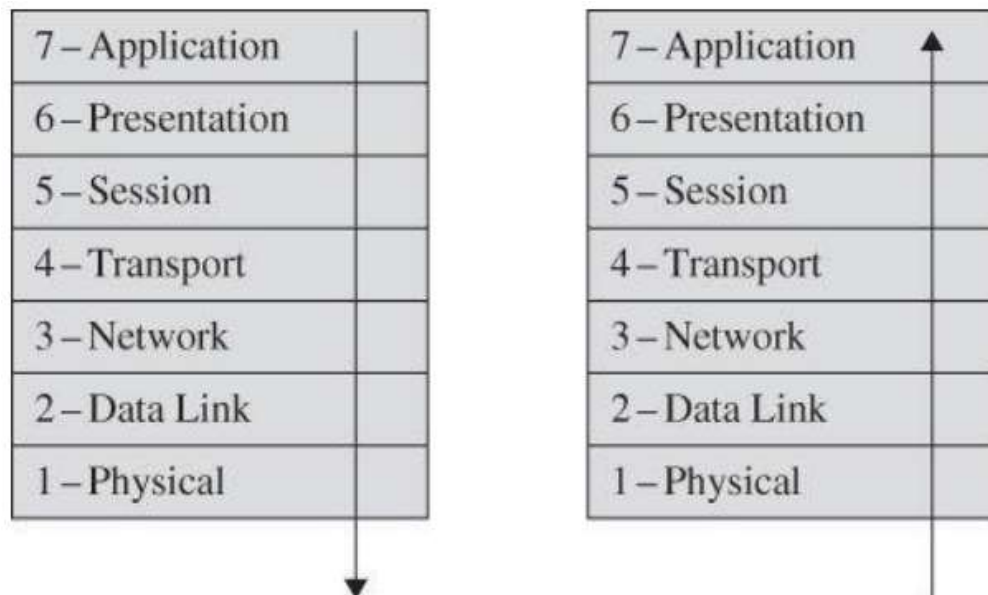 7 – Application
6 – Presentation
5 – Session
4 – Transport
3 – Network
2 – Data Link
1 – Physical
7 – Application
6 – Presentation
5 – Session
4 – Transport
3 – Network
2 – Data Link
1 – Physical